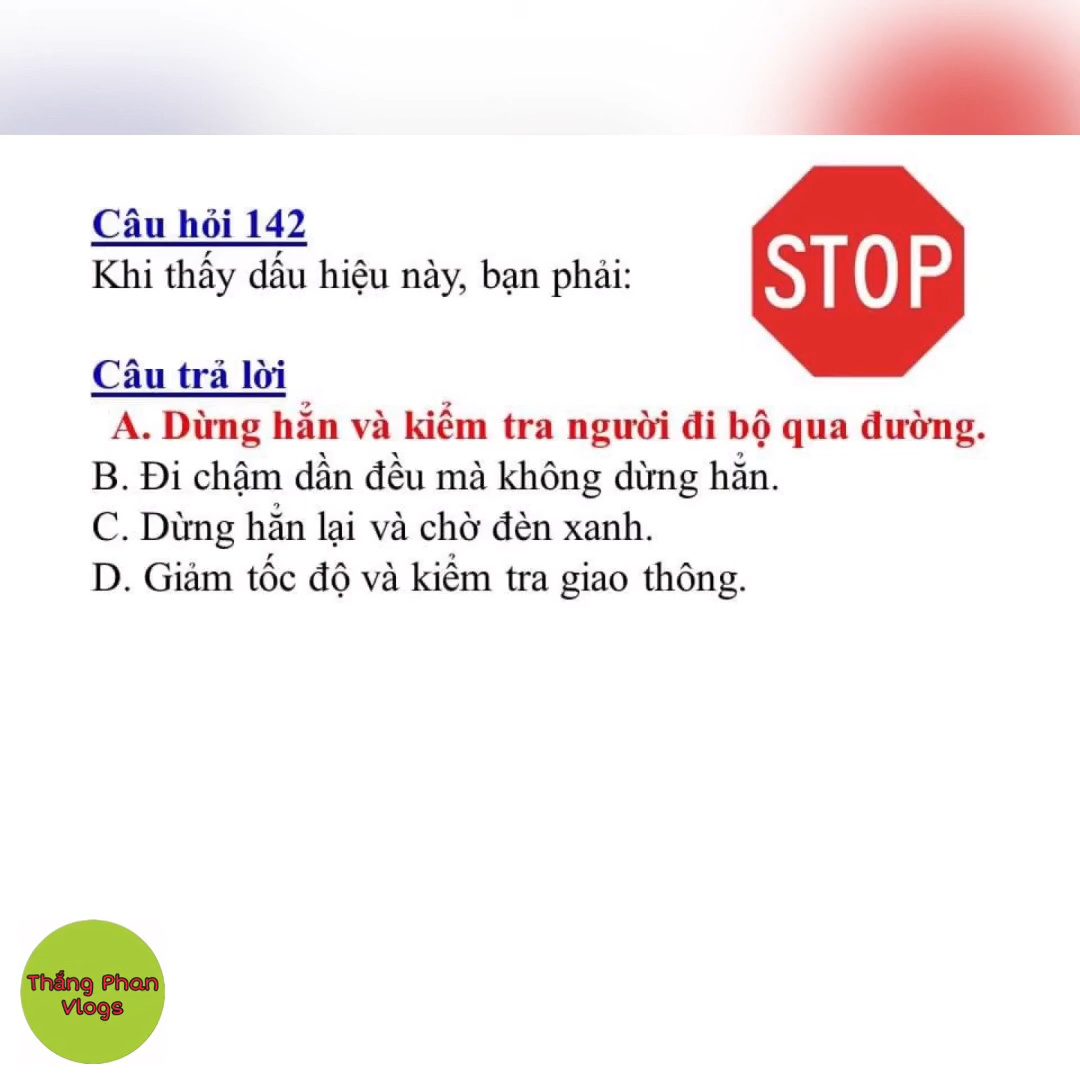 Câu hỏi 142
STOP
Khi thấy dấu hiệu này, bạn phải:
Câu trả lời
A. Dừng hẳn và kiểm tra người đi bộ qua đường.
B. Đi chậm dần đều mà không dừng hẳn.
C. Dừng hẳn lại và chờ đèn xanh.
D. Giảm tốc độ và kiểm tra giao thông.
Thắng Phan
Vlogs